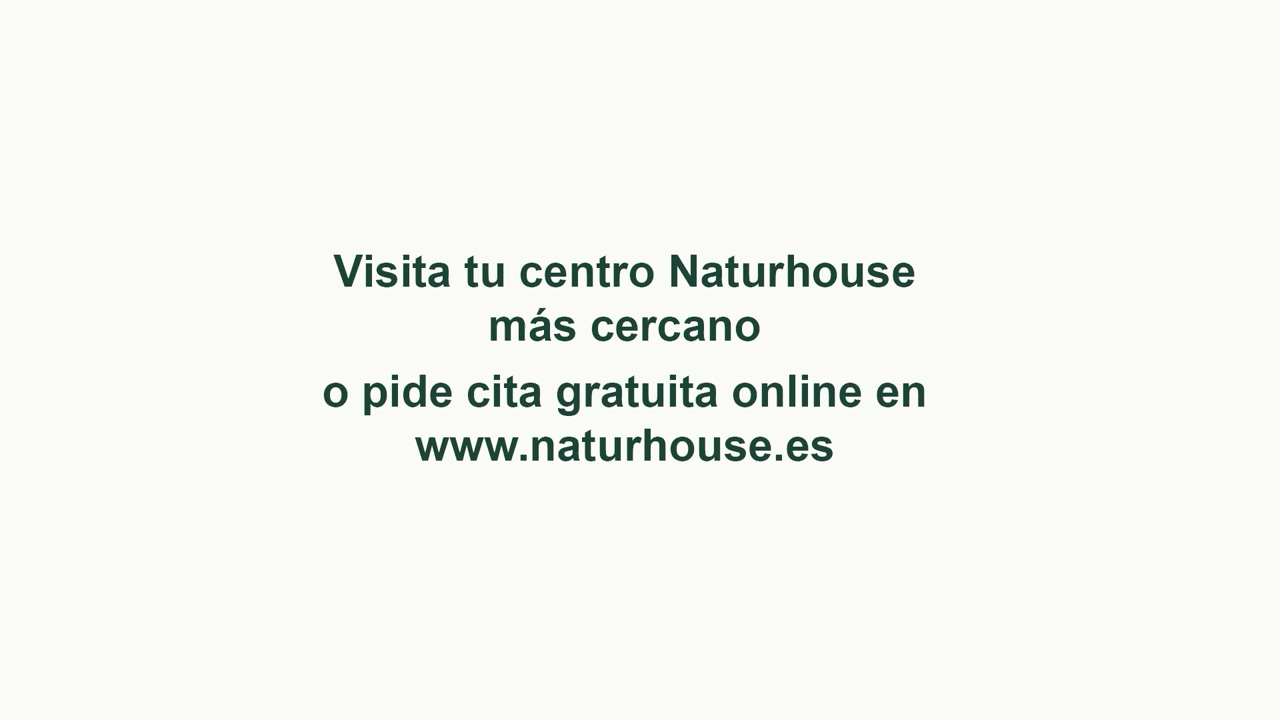 Visita tu centro Naturhouse
más cercano
o pide cita gratuita online en
www.naturhouse.es